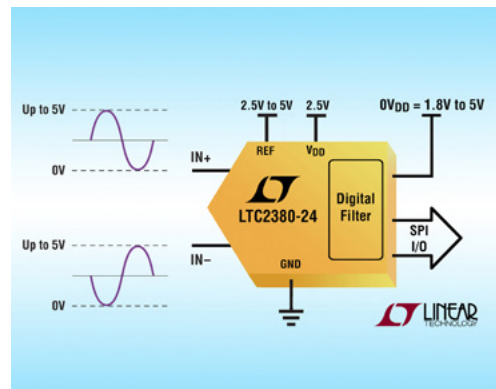 Up to 5V
0V
Up to 5V
0V
IN+
IN−
2.5V to 5V
2.5V
0VDD = 1.8V to 5V
REF
VDD
LTC2380-24
Digital
Filter
GND
SPI
I/O
LINEAR
TECHNOLOGY